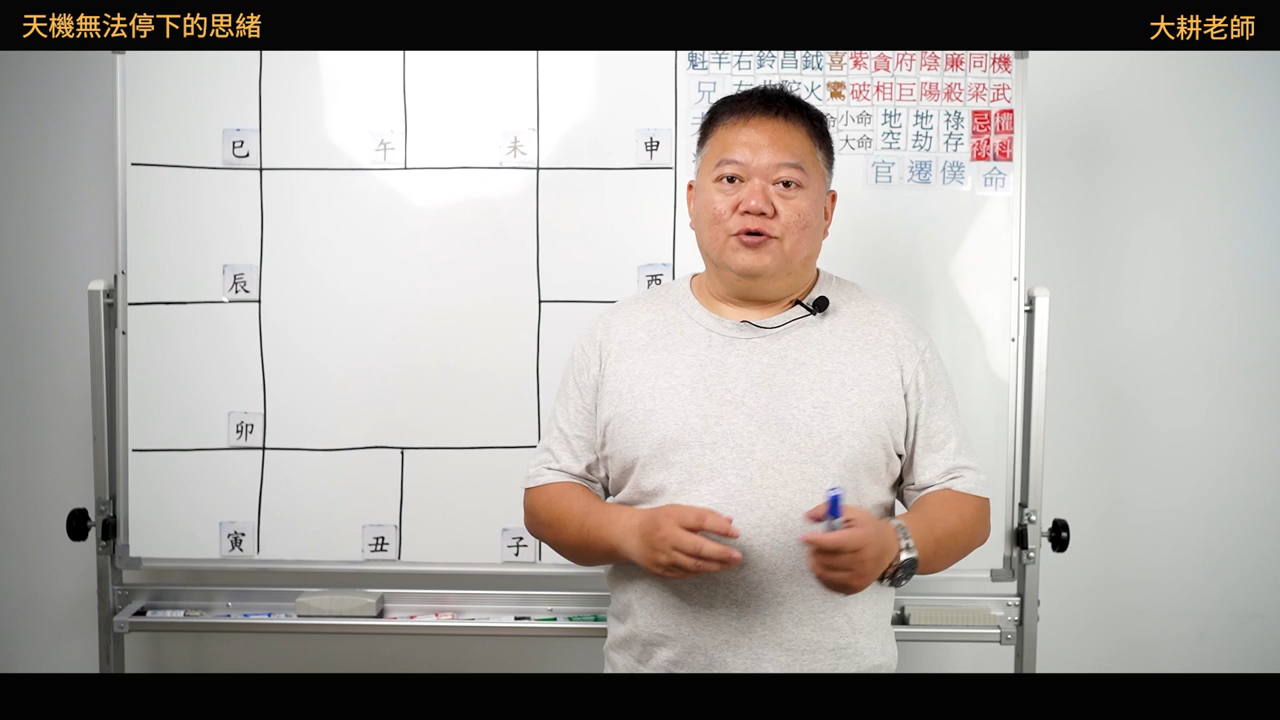 天機無法停下的思緒
大耕老師
魁羊右鈴昌鉞喜紫貪府陰廉同機
兄 陀火鸞破相巨陽殺梁武
小命 地 地 祿 忌 權
大命 空 劫 存 祿 科
官 遷 僕 命
巳 午 未 申
辰 酉
卯
寅 丑 子